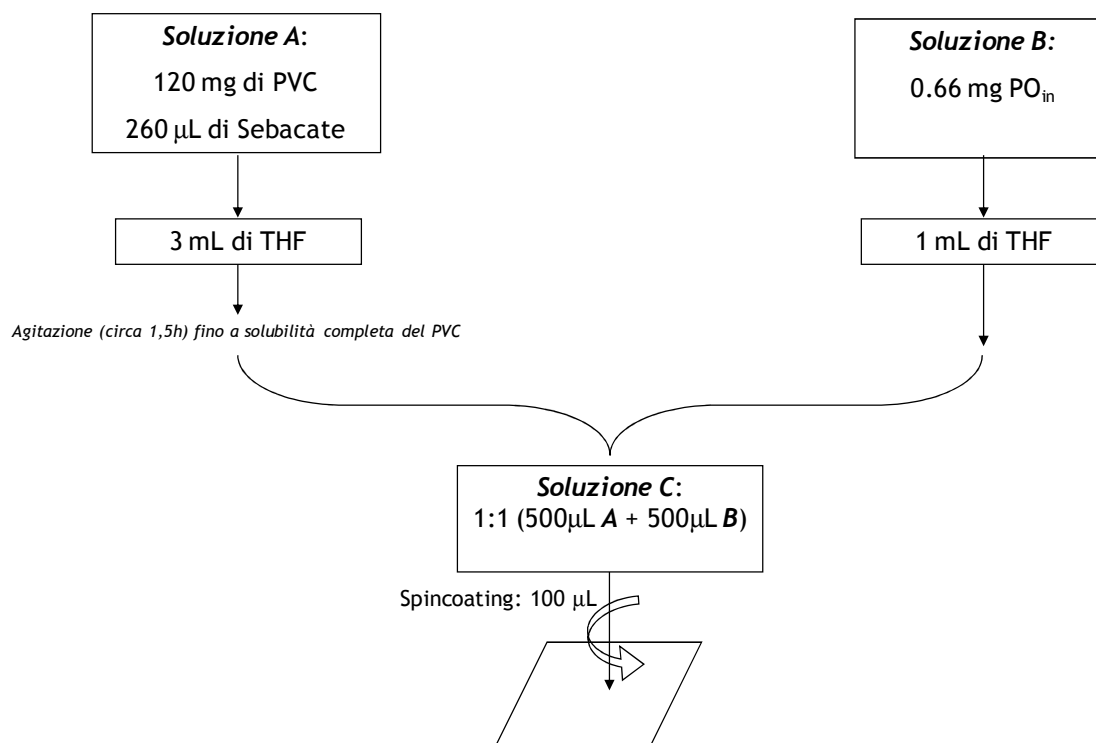 Soluzione A:
120 mg di PVC
260 μL di Sebacate
Soluzione B:
0.66 mg POin
3 mL di THF
1 mL di THF
Agitazione (circa 1,5h) fino a solubilità completa del PVC
Soluzione C:
1:1 (500μL A + 500μL B)
Spincoating: 100 μL